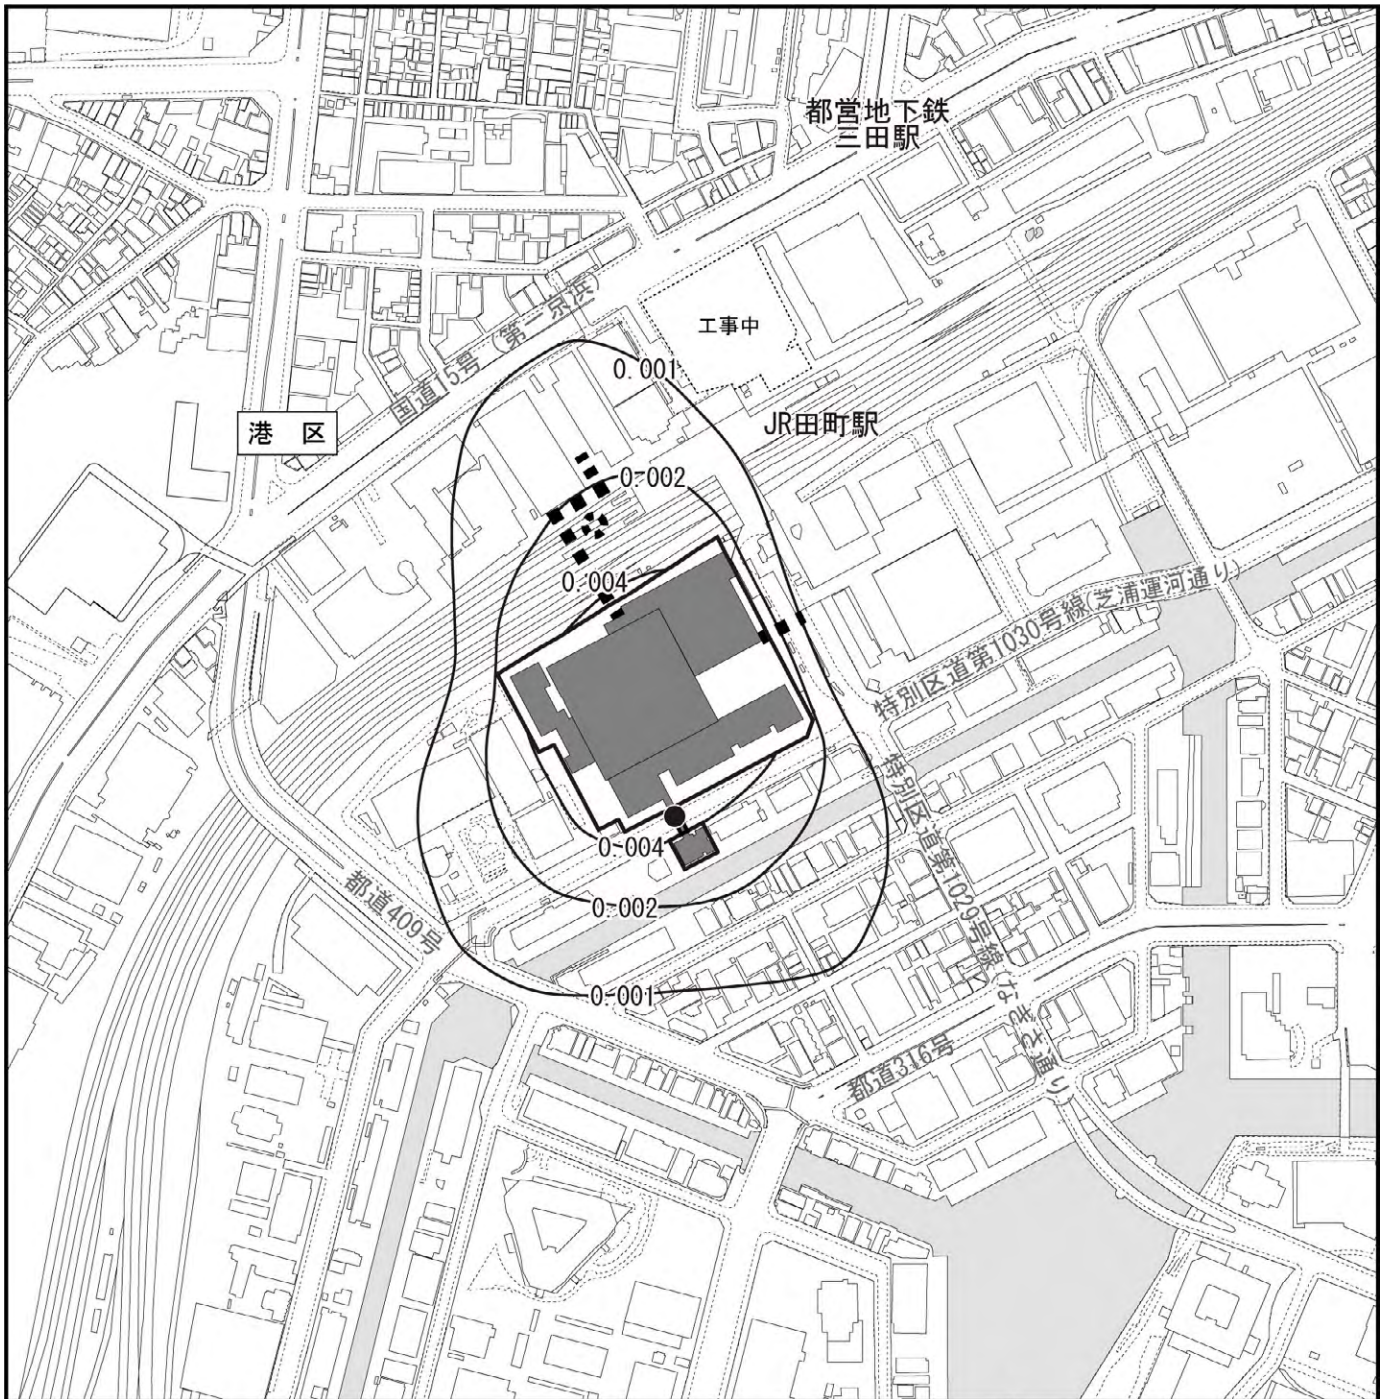 都営地下鉄
三田駅
工事中
国道15号（第一京浜）
0.001
JR田町駅
港 区
0.002
0.004
特別区道第1030号線(芝浦運河通り)
特別区道第1029号線(なぎさ通り)
0.004
都道409号
0.002
0.001
都道316号